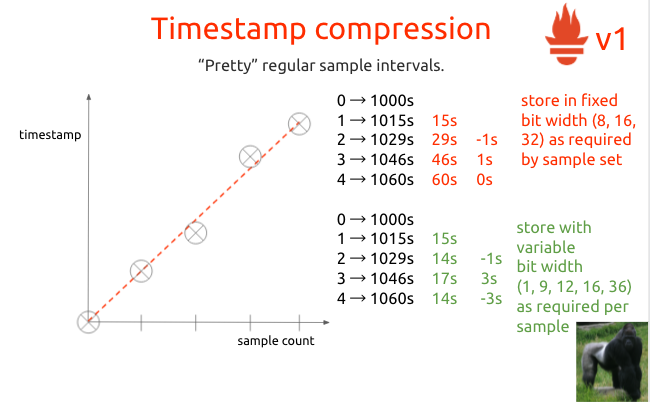 Timestamp compression
v1
“Pretty” regular sample intervals.
timestamp
sample count
0 → 1000s
1 → 1015s 15s
2 → 1029s 29s -1s
3 → 1046s 46s 1s
4 → 1060s 60s 0s
store in fixed
bit width (8, 16,
32) as required
by sample set
0 → 1000s
1 → 1015s 15s
2 → 1029s 14s -1s
3 → 1046s 17s 3s
4 → 1060s 14s -3s
store with
variable
bit width
(1, 9, 12, 16, 36)
as required per
sample